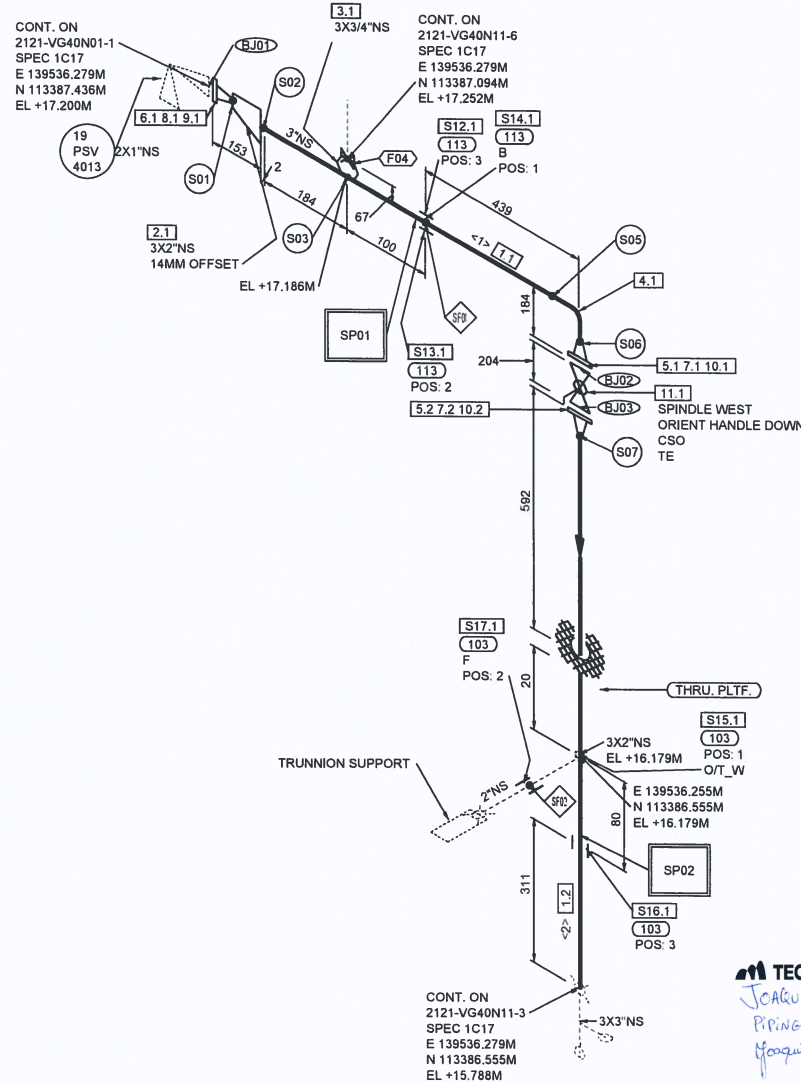 CONT. ON
2121-VG40N01-1
SPEC 1C17
E 139536.279M
N 113387.436M
EL +17.200M
BJ01
3.1
3X3/4"NS
CONT. ON
2121-VG40N11-6
SPEC 1C17
E 139536.279M
N 113387.094M
EL +17.252M
S02
6.1 8.1 9.1
19
PSV
4013
2X1"NS
S01
153
2
3"NS
F04
S12.1
113
POS: 3
S14.1
113
B
POS: 1
184
67
439
2.1
3X2"NS
14MM OFFSET
S03
100
<1> 1.1
S05
EL +17.186M
4.1
SP01
SF01
184
S13.1
113
POS: 2
204
S06
5.1 7.1 10.1
BJ02
11.1
5.2 7.2 10.2
BJ03
SPINDLE WEST
ORIENT HANDLE DOWN
CSO
TE
S07
592
S17.1
103
F
POS: 2
20
THRU. PLTF.
S15.1
103
POS: 1
O/T_W
3X2"NS
EL +16.179M
TRUNNION SUPPORT
2"NS
SF02
E 139536.255M
N 113386.555M
EL +16.179M
80
SP02
311
<2> 1.2
S16.1
103
POS: 3
CONT. ON
2121-VG40N11-3
SPEC 1C17
E 139536.279M
N 113386.555M
EL +15.788M
3X3"NS
TEC
JOAQU
PIPING